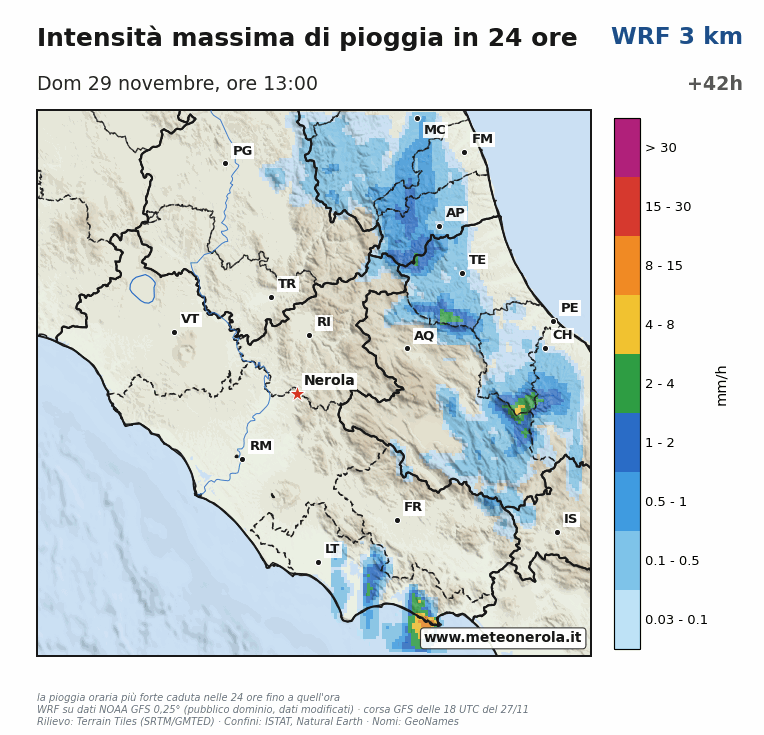 Intensità massima di pioggia in 24 ore
WRF 3 km
Dom 29 novembre, ore 13:00
+42h
MC
FM
PG
AP
TE
TR
PE
VT
RI
AQ
CH
Nerola
RM
FR
IS
LT
www.meteonerola.it
> 30
15 - 30
8 - 15
4 - 8
2 - 4
1 - 2
0.5 - 1
0.1 - 0.5
0.03 - 0.1
mm/h
la pioggia oraria più forte caduta nelle 24 ore fino a quell'ora
WRF su dati NOAA GFS 0,25° (pubblico dominio, dati modificati) · corsa GFS delle 18 UTC del 27/11
Rilievo: Terrain Tiles (SRTM/GMTED) · Confini: ISTAT, Natural Earth · Nomi: GeoNames